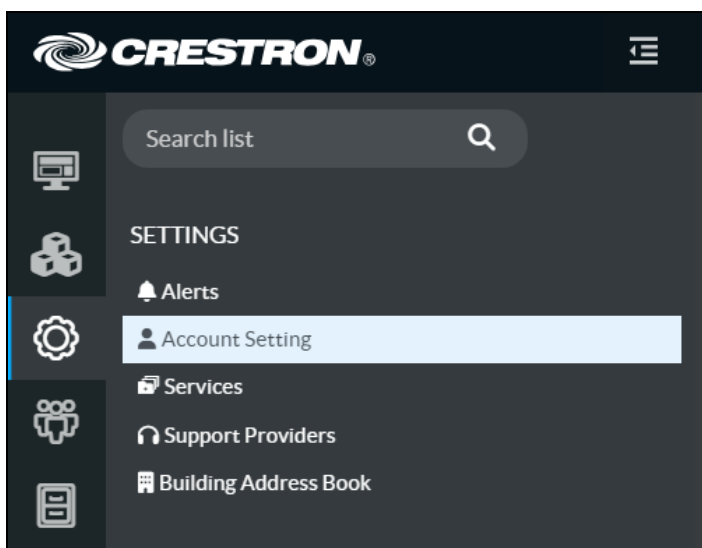 CRESTRON®
Search list
SETTINGS
Alerts
Account Setting
Services
Support Providers
Building Address Book